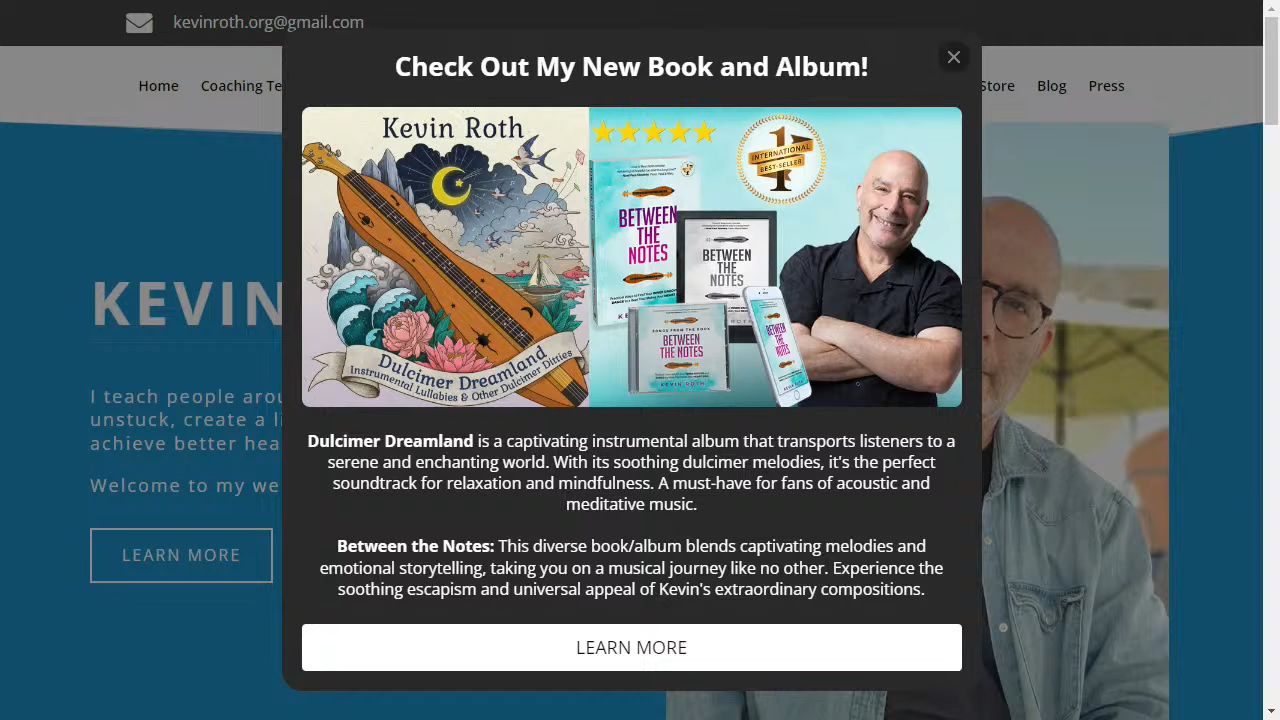 kevinroth.org@gmail.com
Check Out My New Book and Album!
Home
Coaching Te
Store
Blog
Press
Kevin Roth
INTERNATIONAL
BEST-SELLER
1
BETWEEN
THE
NOTES
BETWEEN
THE
NOTES
SONGS FROM THE BOOK
BETWEEN
THE NOTES
KEVIN ROTH
BETWEEN
THE
NOTES
Dulcimer Dreamland
Instrumental Lullabies & Other Dulcimer Ditties
KEVIN
I teach people arou
unstuck, create a li
achieve better hea
Welcome to my we
LEARN MORE
Dulcimer Dreamland is a captivating instrumental album that transports listeners to a
serene and enchanting world. With its soothing dulcimer melodies, it's the perfect
soundtrack for relaxation and mindfulness. A must-have for fans of acoustic and
meditative music.
Between the Notes: This diverse book/album blends captivating melodies and
emotional storytelling, taking you on a musical journey like no other. Experience the
soothing escapism and universal appeal of Kevin's extraordinary compositions.
LEARN MORE